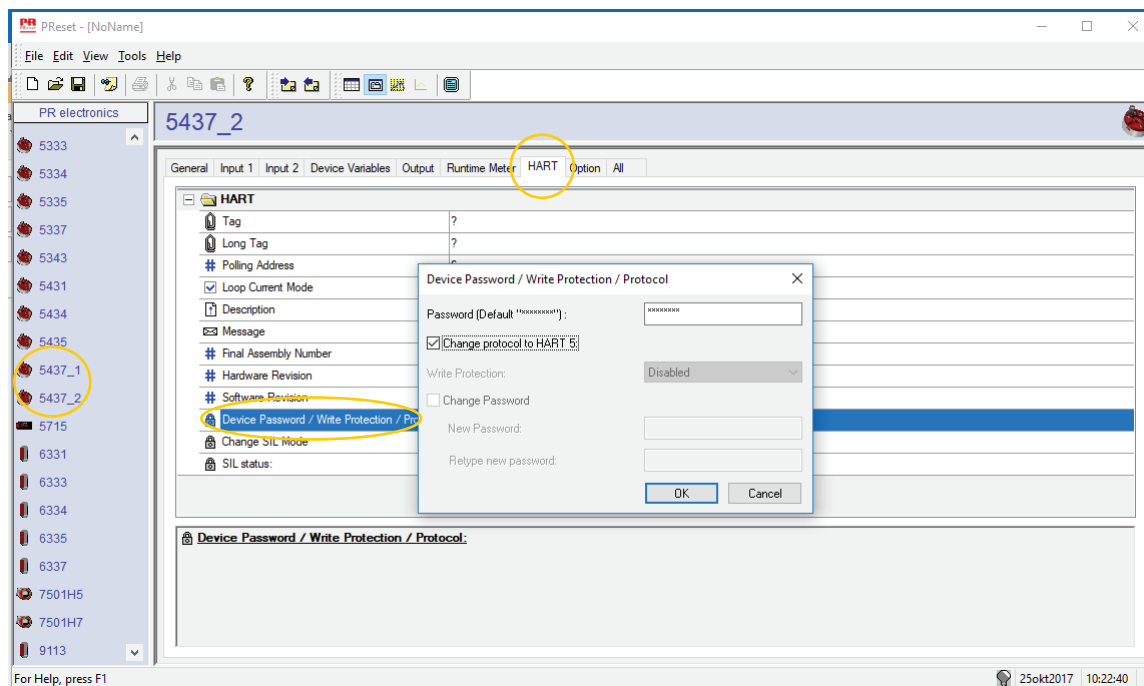 PR PReset - [NoName]
File Edit View Tools Help
PR electronics
5437_2
5333
5334
5335
5337
5343
5431
5434
5435
5437_1
5437_2
5715
6331
6333
6334
6335
6337
7501H5
7501H7
9113
General Input 1 Input 2 Device Variables Output Runtime Meter HART Option All
HART
Tag ?
Long Tag ?
# Polling Address
Loop Current Mode
Description
Message
# Final Assembly Number
# Hardware Revision
# Software Revision
Device Password / Write Protection / Pro
Change SIL Mode
SIL status:
Device Password / Write Protection / Protocol
Password (Default "********") : ********
Change protocol to HART 5:
Write Protection: Disabled
Change Password
New Password:
Retype new password:
OK Cancel
Device Password / Write Protection / Protocol:
For Help, press F1 25okt2017 10:22:40